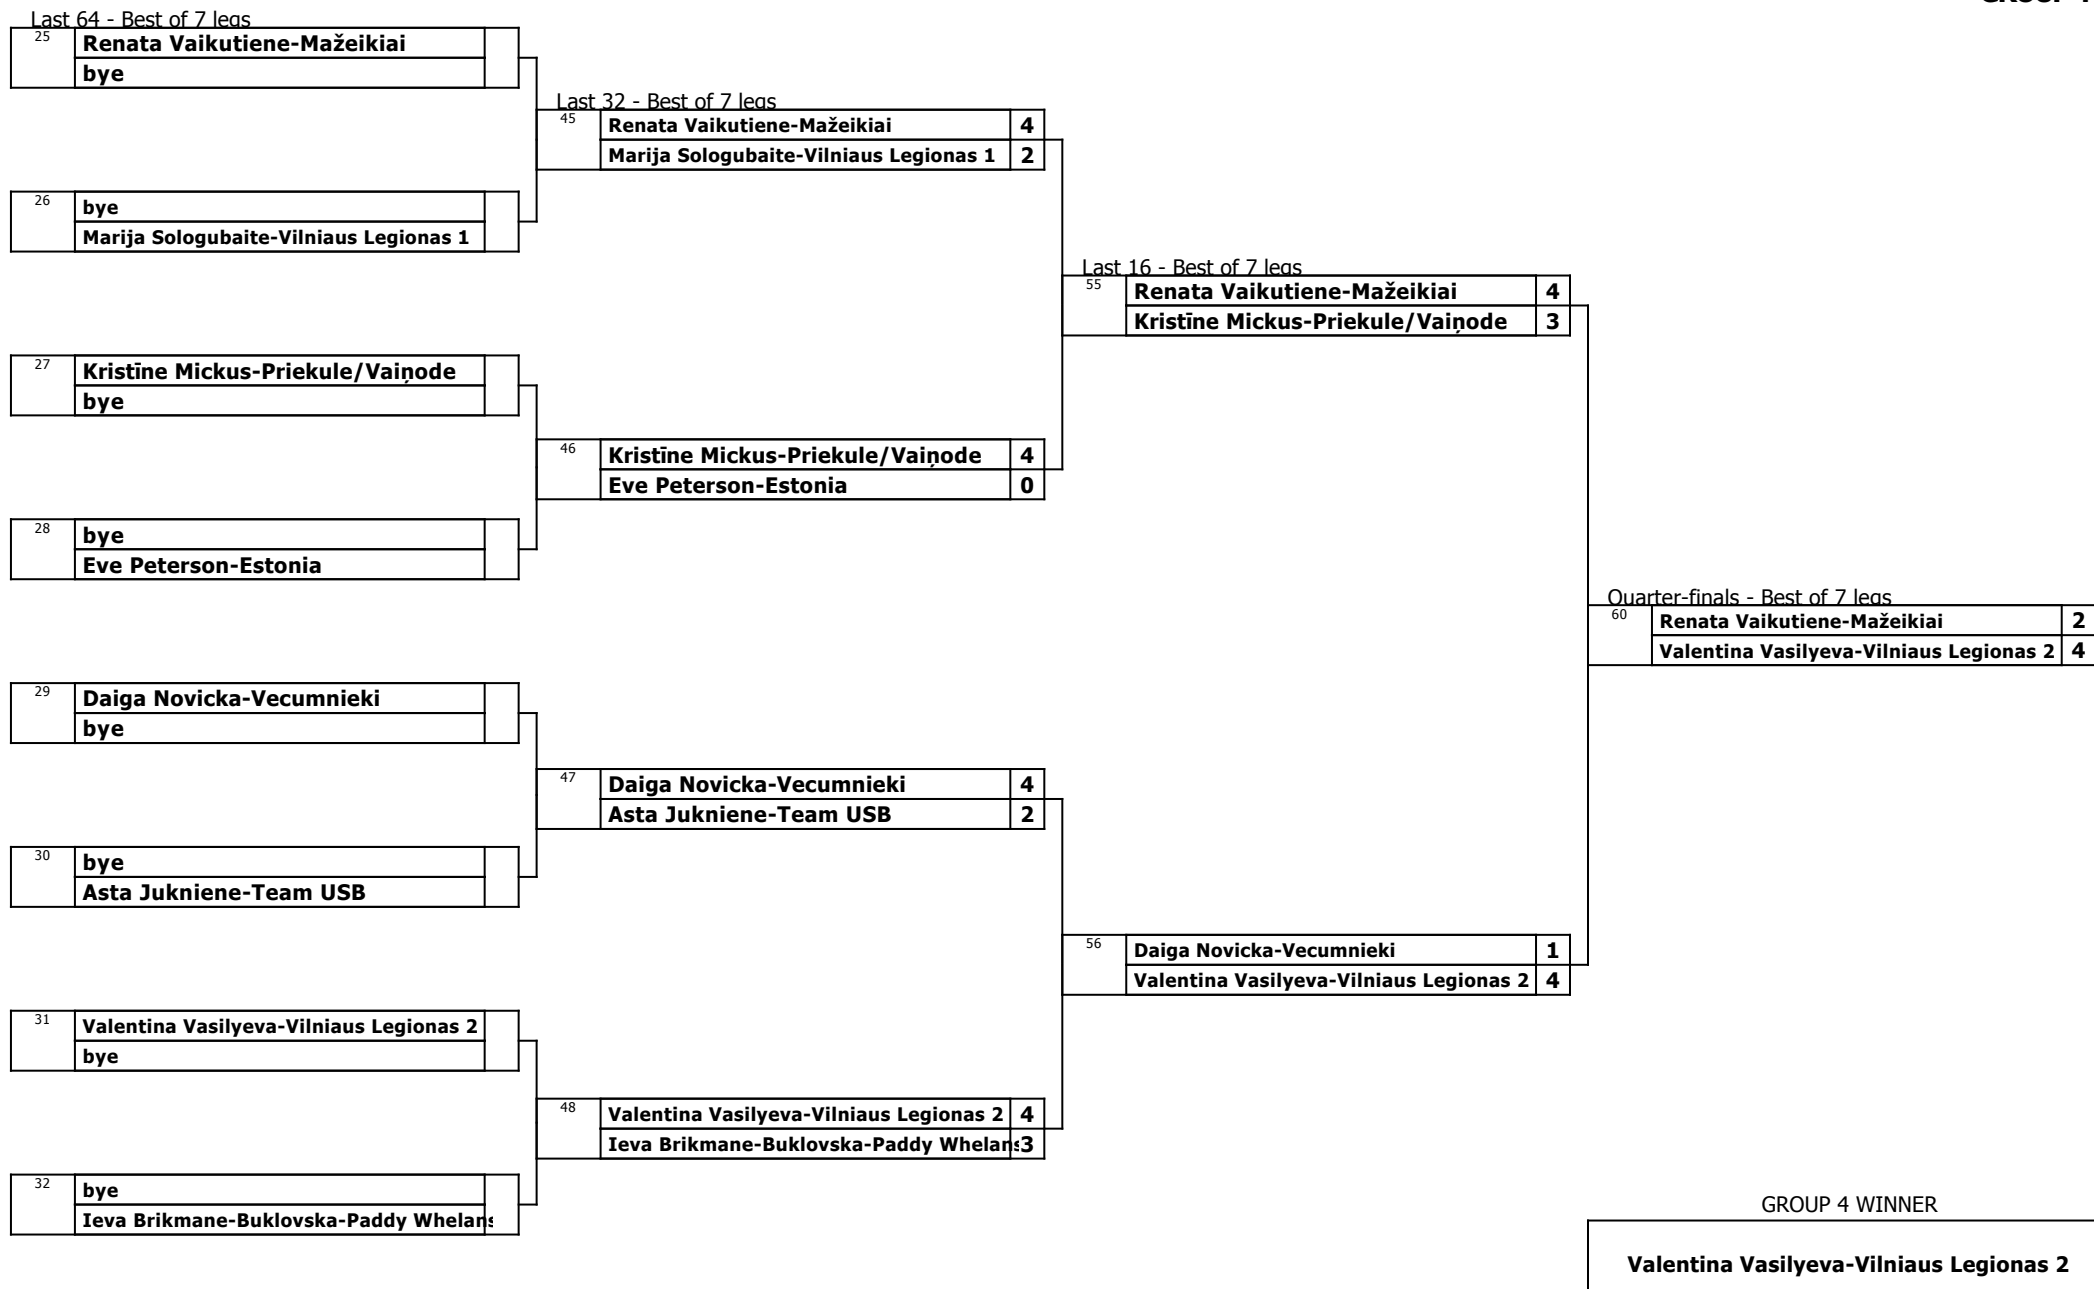 Last 64 - Best of 7 legs
25
Renata Vaikutiene-Mažeikiai
bye
Last 32 - Best of 7 legs
45
Renata Vaikutiene-Mažeikiai 4
Marija Sologubaite-Vilniaus Legionas 1 2
26
bye
Marija Sologubaite-Vilniaus Legionas 1
Last 16 - Best of 7 legs
55
Renata Vaikutiene-Mažeikiai 4
Kristīne Mickus-Priekule/Vaiņode 3
27
Kristīne Mickus-Priekule/Vaiņode
bye
46
Kristīne Mickus-Priekule/Vaiņode 4
Eve Peterson-Estonia 0
28
bye
Eve Peterson-Estonia
Quarter-finals - Best of 7 legs
60
Renata Vaikutiene-Mažeikiai 2
Valentina Vasilyeva-Vilniaus Legionas 2 4
29
Daiga Novicka-Vecumnieki
bye
47
Daiga Novicka-Vecumnieki 4
Asta Jukniene-Team USB 2
30
bye
Asta Jukniene-Team USB
56
Daiga Novicka-Vecumnieki 1
Valentina Vasilyeva-Vilniaus Legionas 2 4
31
Valentina Vasilyeva-Vilniaus Legionas 2
bye
48
Valentina Vasilyeva-Vilniaus Legionas 2 4
Ieva Brikmane-Buklovska-Paddy Whelans 3
32
bye
Ieva Brikmane-Buklovska-Paddy Whelans
GROUP 4 WINNER
Valentina Vasilyeva-Vilniaus Legionas 2